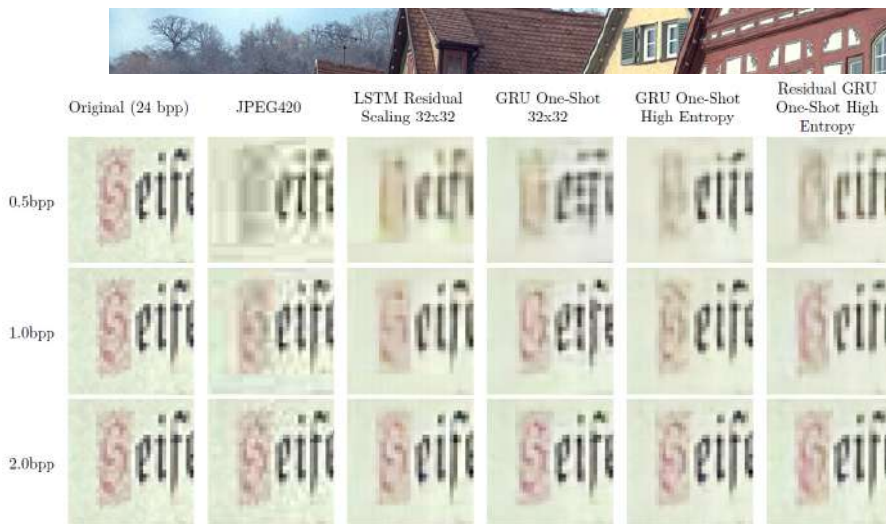 Original (24 bpp)
JPEG420
LSTM Residual
Scaling 32x32
GRU One-Shot
32x32
GRU One-Shot
High Entropy
Residual GRU
One-Shot High
Entropy
0.5bpp
1.0bpp
2.0bpp